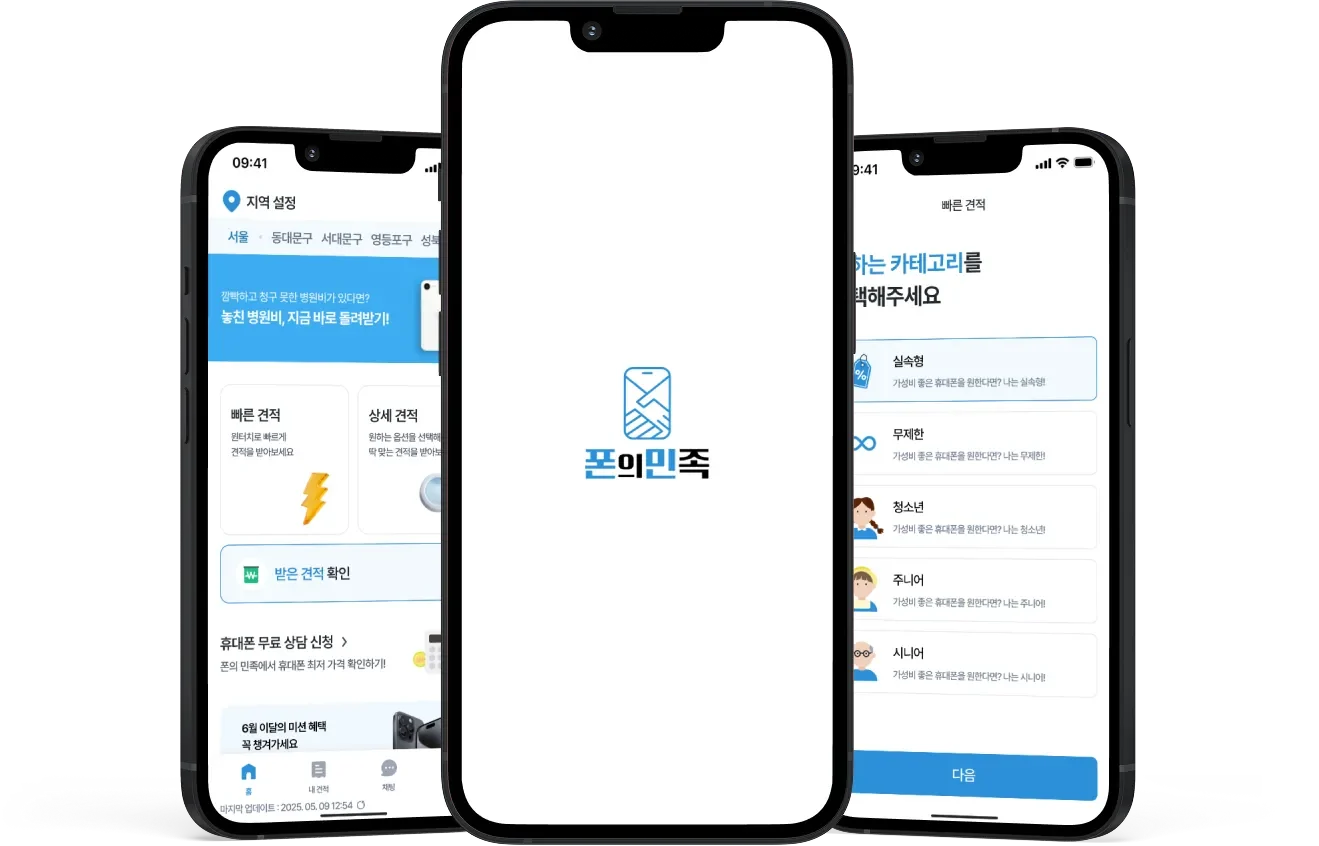 09:41
지역 설정
서울
동대문구 서대문구 영등포구 성북
깜빡하고 청구 못한 병원비가 있다면?
놓친 병원비, 지금 바로 돌려받기!
빠른 견적
원터치로 빠르게
견적을 받아보세요
상세 견적
원하는 옵션을 선택해
딱 맞는 견적을 받아보
받은 견적 확인
휴대폰 무료 상담 신청
폰의 민족에서 휴대폰 최저 가격 확인하기!
6월 이달의 미션 혜택
꼭 챙겨가세요
홈
내 견적
채팅
마지막 업데이트 : 2025. 05. 09 12:54
폰의민족
9:41
빠른 견적
하는 카테고리를
택해주세요
%
실속형
가성비 좋은 휴대폰을 원한다면? 나는 실속형!
무제한
가성비 좋은 휴대폰을 원한다면? 나는 무제한!
청소년
가성비 좋은 휴대폰을 원한다면? 나는 청소년!
주니어
가성비 좋은 휴대폰을 원한다면? 나는 주니어!
시니어
가성비 좋은 휴대폰을 원한다면? 나는 시니어!
다음